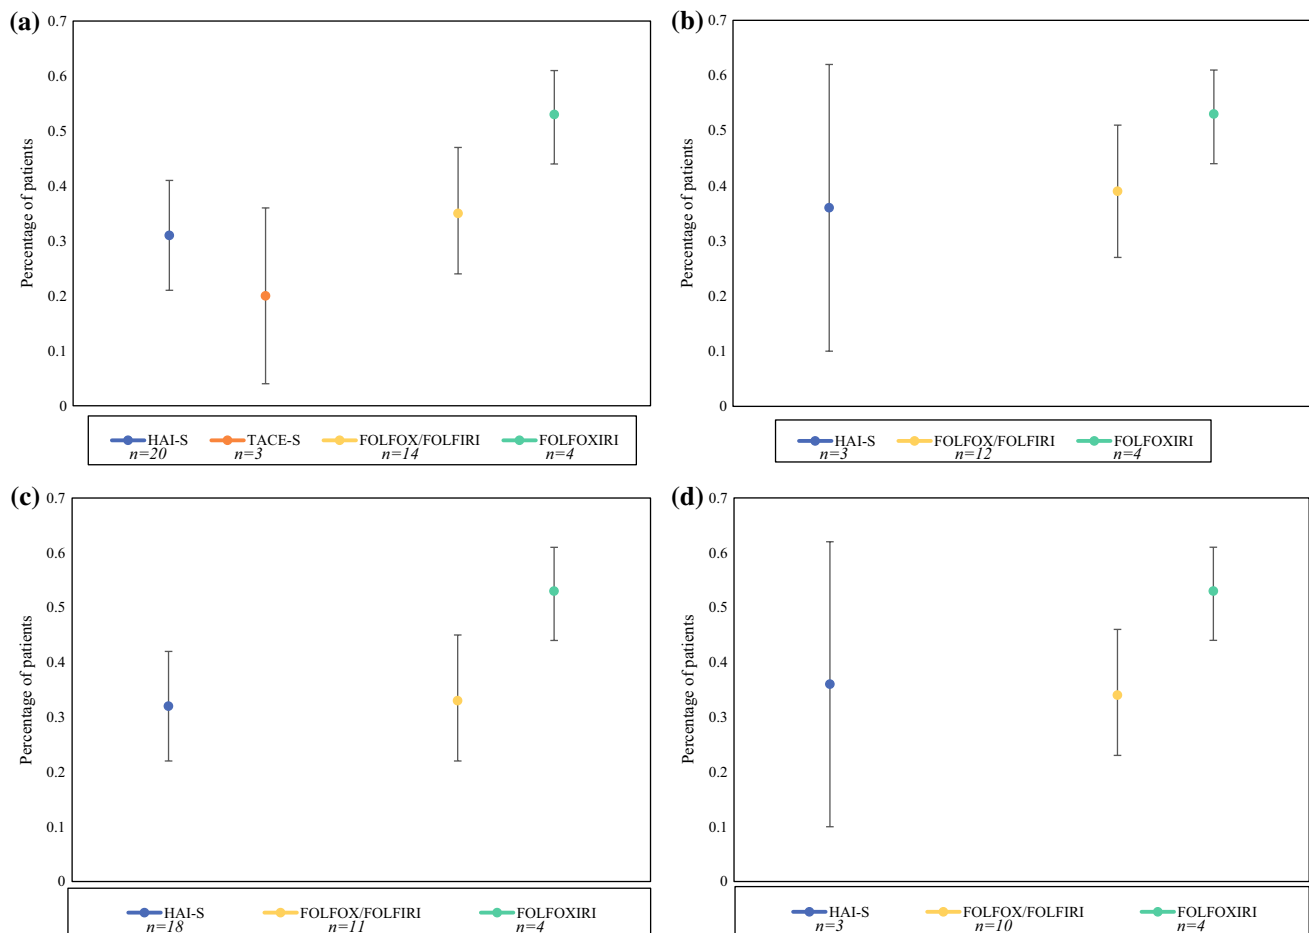 (a)
Percentage of patients
0.7
0.6
0.5
0.4
0.3
0.2
0.1
0
HAI-S TACE-S FOLFOX/FOLFIRI FOLFOXIRI
n=20 n=3 n=14 n=4
(b)
Percentage of patients
0.7
0.6
0.5
0.4
0.3
0.2
0.1
0
HAI-S FOLFOX/FOLFIRI FOLFOXIRI
n=3 n=12 n=4
(c)
Percentage of patients
0.7
0.6
0.5
0.4
0.3
0.2
0.1
0
HAI-S FOLFOX/FOLFIRI FOLFOXIRI
n=18 n=11 n=4
(d)
Percentage of patients
0.7
0.6
0.5
0.4
0.3
0.2
0.1
0
HAI-S FOLFOX/FOLFIRI FOLFOXIRI
n=3 n=10 n=4